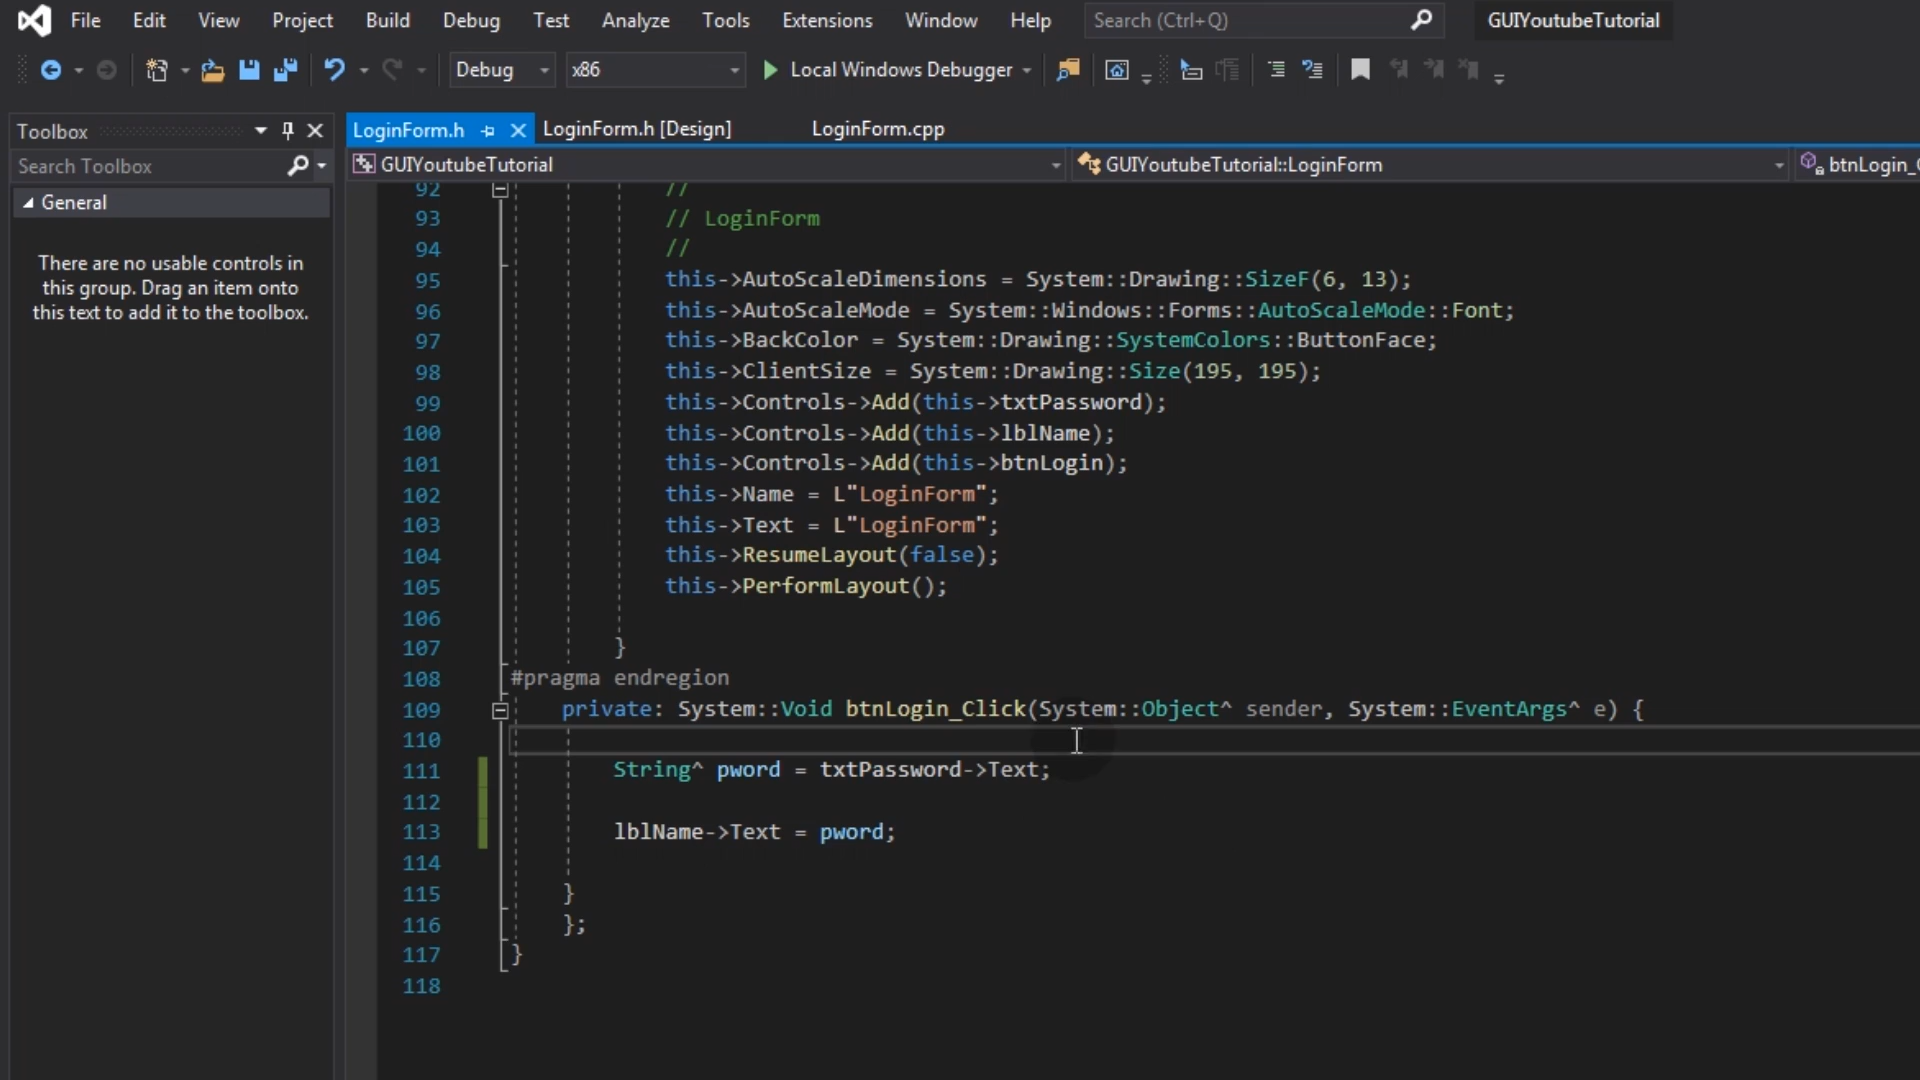 File Edit View Project Build Debug Test Analyze Tools Extensions Window Help Search (Ctrl+Q) GUIYoutubeTutorial
Debug x86 Local Windows Debugger
Toolbox
Search Toolbox
General
There are no usable controls in
this group. Drag an item onto
this text to add it to the toolbox.
LoginForm.h LoginForm.h [Design] LoginForm.cpp
GUIYoutubeTutorial GUIYoutubeTutorial::LoginForm btnLogin_
92 //
93 // LoginForm
94 //
95 this->AutoScaleDimensions = System::Drawing::SizeF(6, 13);
96 this->AutoScaleMode = System::Windows::Forms::AutoScaleMode::Font;
97 this->BackColor = System::Drawing::SystemColors::ButtonFace;
98 this->ClientSize = System::Drawing::Size(195, 195);
99 this->Controls->Add(this->txtPassword);
100 this->Controls->Add(this->lblName);
101 this->Controls->Add(this->btnLogin);
102 this->Name = L"LoginForm";
103 this->Text = L"LoginForm";
104 this->ResumeLayout(false);
105 this->PerformLayout();
106
107 }
108 #pragma endregion
109 private: System::Void btnLogin_Click(System::Object^ sender, System::EventArgs^ e) {
110
111 String^ pword = txtPassword->Text;
112
113 lblName->Text = pword;
114
115 }
116 };
117 }
118